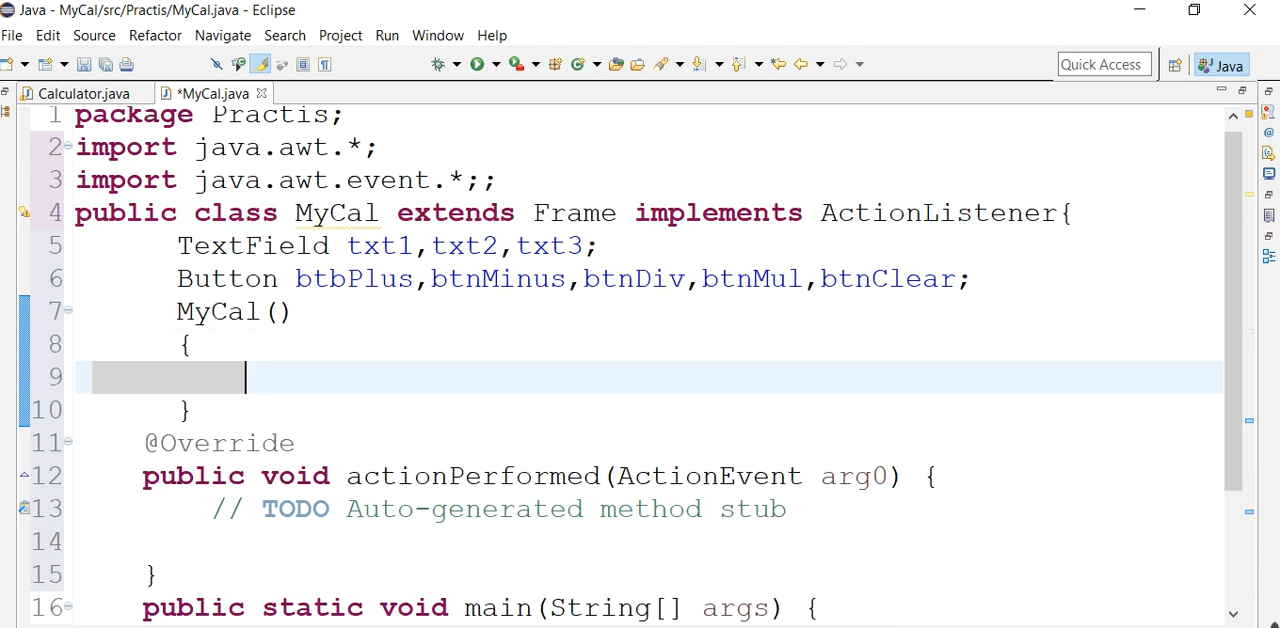 Java - MyCal/src/Practis/MyCal.java - Eclipse
File Edit Source Refactor Navigate Search Project Run Window Help
Quick Access Java
Calculator.java *MyCal.java
1 package Practis;
2 import java.awt.*;
3 import java.awt.event.*;;
4 public class MyCal extends Frame implements ActionListener{
5 TextField txt1,txt2,txt3;
6 Button btbPlus,btnMinus,btnDiv,btnMul,btnClear;
7 MyCal()
8 {
9
10 }
11 @Override
12 public void actionPerformed(ActionEvent arg0) {
13 // TODO Auto-generated method stub
14
15 }
16 public static void main(String[] args) {